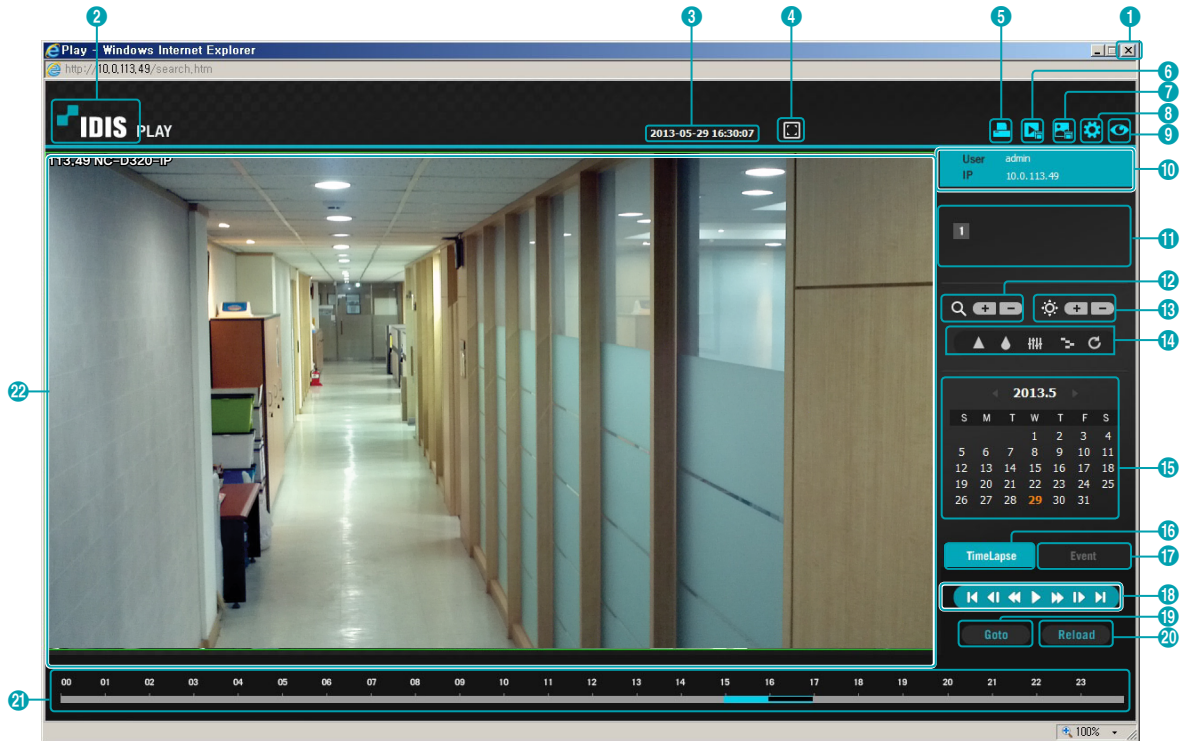 2
3
4
5
1
Play - Windows Internet Explorer
http://10,0,113,49/search,htm
6
7
8
9
IDIS PLAY
2013-05-29 16:30:07
113,49 NC-D320-IP
User admin
IP 10.0.113.49
10
1
11
12
13
14
22
2013.5
S M T W T F S
1 2 3 4
5 6 7 8 9 10 11
12 13 14 15 16 17 18
19 20 21 22 23 24 25
26 27 28 29 30 31
15
16
TimeLapse Event
17
18
19
Goto Reload
20
00 01 02 03 04 05 06 07 08 09 10 11 12 13 14 15 16 17 18 19 20 21 22 23
21
100%